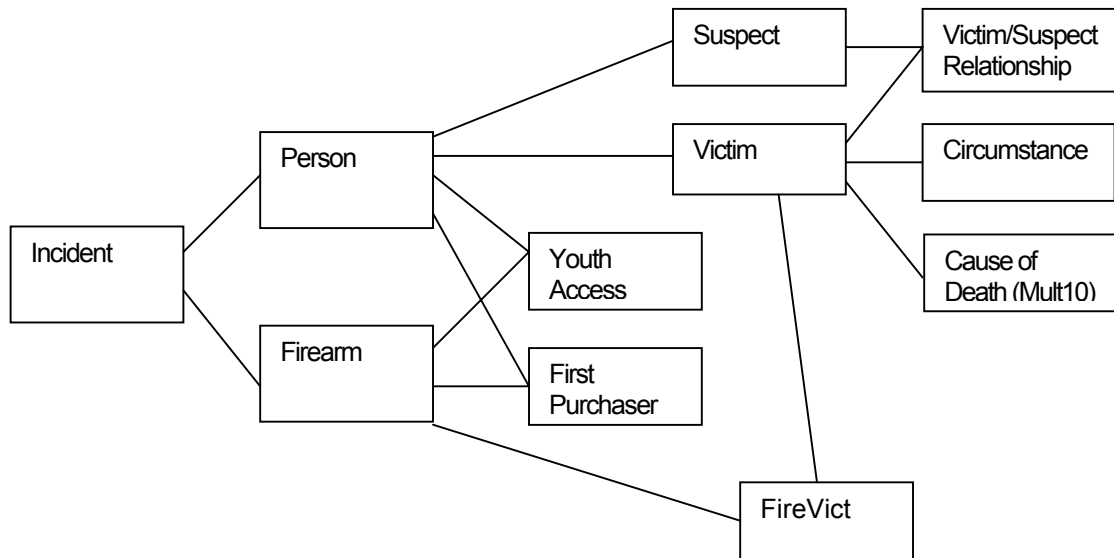 Suspect
Victim/Suspect
Relationship
Person
Victim
Circumstance
Incident
Youth
Access
Cause of
Death (Mult10)
Firearm
First
Purchaser
FireVict